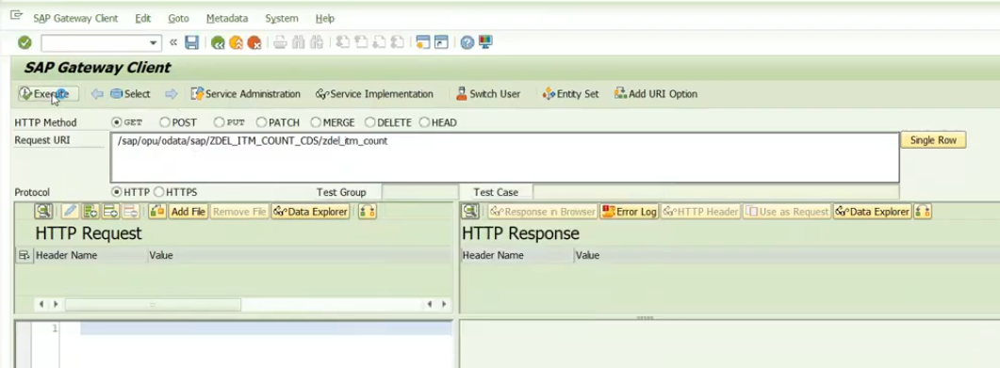 SAP Gateway Client Edit Goto Metadata System Help
SAP Gateway Client
Execute Select Service Administration Service Implementation Switch User Entity Set Add URI Option
HTTP Method GET POST PUT PATCH MERGE DELETE HEAD
Request URI /sap/opu/odata/sap/ZDEL_ITM_COUNT_CDS/zdel_itm_count Single Row
Protocol HTTP HTTPS Test Group Test Case
Add File Remove File Data Explorer Response in Browser Error Log HTTP Header Use as Request Data Explorer
HTTP Request HTTP Response
Header Name Value Header Name Value
1